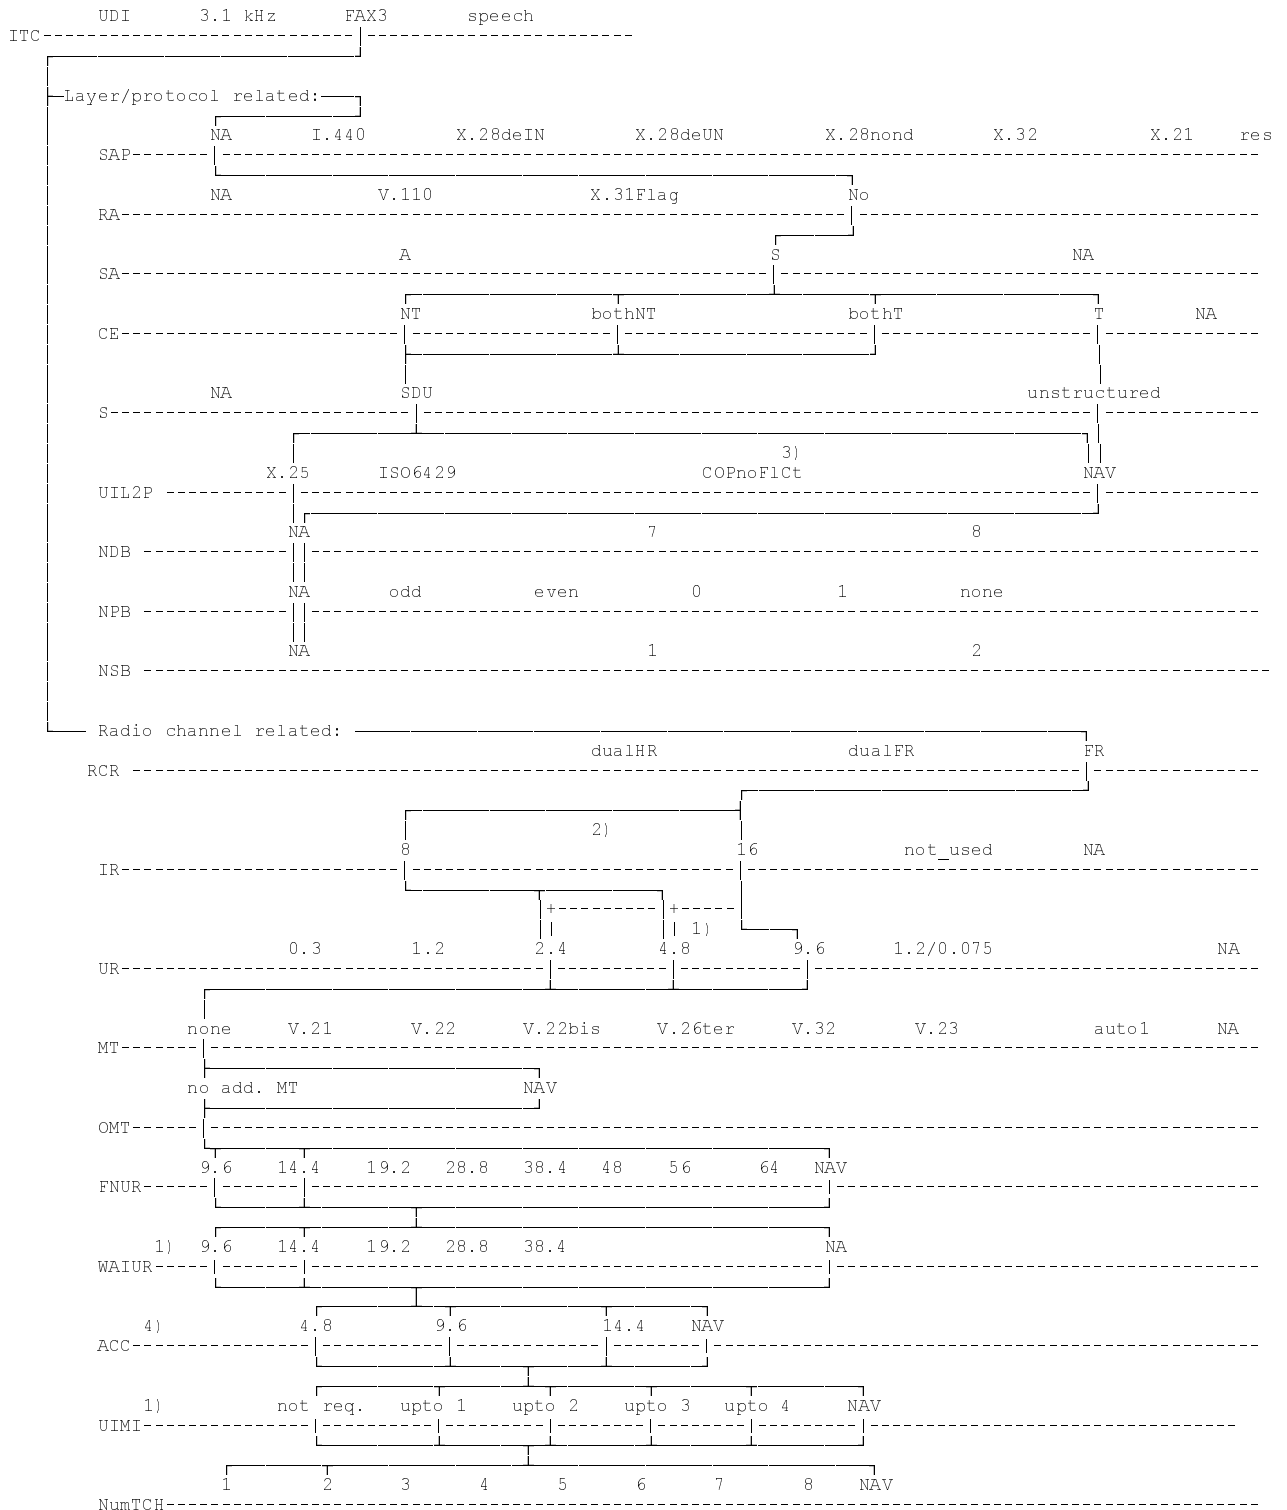 UDI 3.1 kHz FAX3 speech
ITC
Layer/protocol related:
NA I.440 X.28deIN X.28deUN X.28nond X.32 X.21 res
SAP
NA V.110 X.31Flag No
RA
A S NA
SA
NT bothNT bothT T NA
CE
NA SDU unstructured
S
3)
X.25 ISO6429 COPnoFlCt NAV
UIL2P
NA 7 8
NDB
NA odd even 0 1 none
NPB
NA 1 2
NSB
Radio channel related:
dualHR dualFR FR
RCR
2)
8 16 not_used NA
IR
1)
0.3 1.2 2.4 4.8 9.6 1.2/0.075 NA
UR
none V.21 V.22 V.22bis V.26ter V.32 V.23 auto1 NA
MT
no add. MT NAV
OMT
9.6 14.4 19.2 28.8 38.4 48 56 64 NAV
FNUR
1) 9.6 14.4 19.2 28.8 38.4 NA
WAIUR
4) 4.8 9.6 14.4 NAV
ACC
1) not req. upto 1 upto 2 upto 3 upto 4 NAV
UIMI
1 2 3 4 5 6 7 8 NAV
NumTCH